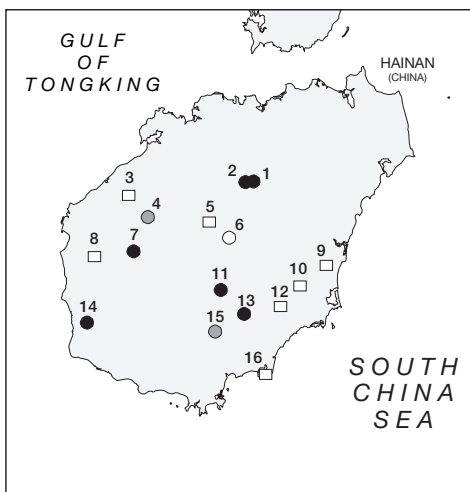 GULF
OF
TONGKING
HAINAN
(CHINA)
2 1
3
4
5
6
7
8
9
10
11
12
13
14
15
16
SOUTH
CHINA
SEA